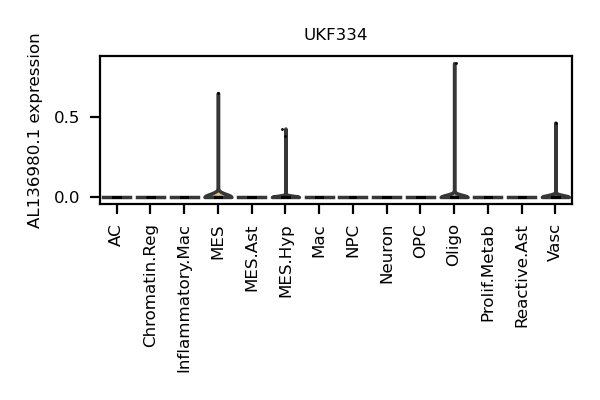 UKF334
AL136980.1 expression
0.5
0.0
AC
Chromatin.Reg
Inflammatory.Mac
MES
MES.Ast
MES.Hyp
Mac
NPC
Neuron
OPC
Oligo
Prolif.Metab
Reactive.Ast
Vasc